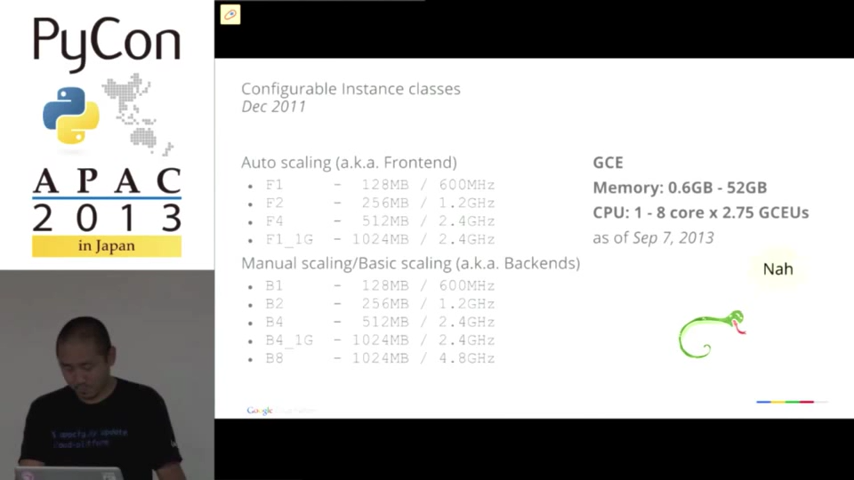 PyCon
APAC
2013
in Japan
Configurable Instance classes
Dec 2011
Auto scaling (a.k.a. Frontend)
• F1 - 128MB / 600MHz
• F2 - 256MB / 1.2GHz
• F4 - 512MB / 2.4GHz
• F1_1G - 1024MB / 2.4GHz
Manual scaling/Basic scaling (a.k.a. Backends)
• B1 - 128MB / 600MHz
• B2 - 256MB / 1.2GHz
• B4 - 512MB / 2.4GHz
• B4_1G - 1024MB / 2.4GHz
• B8 - 1024MB / 4.8GHz
GCE
Memory: 0.6GB - 52GB
CPU: 1 - 8 core x 2.75 GCEUs
as of Sep 7, 2013
Nah
Google